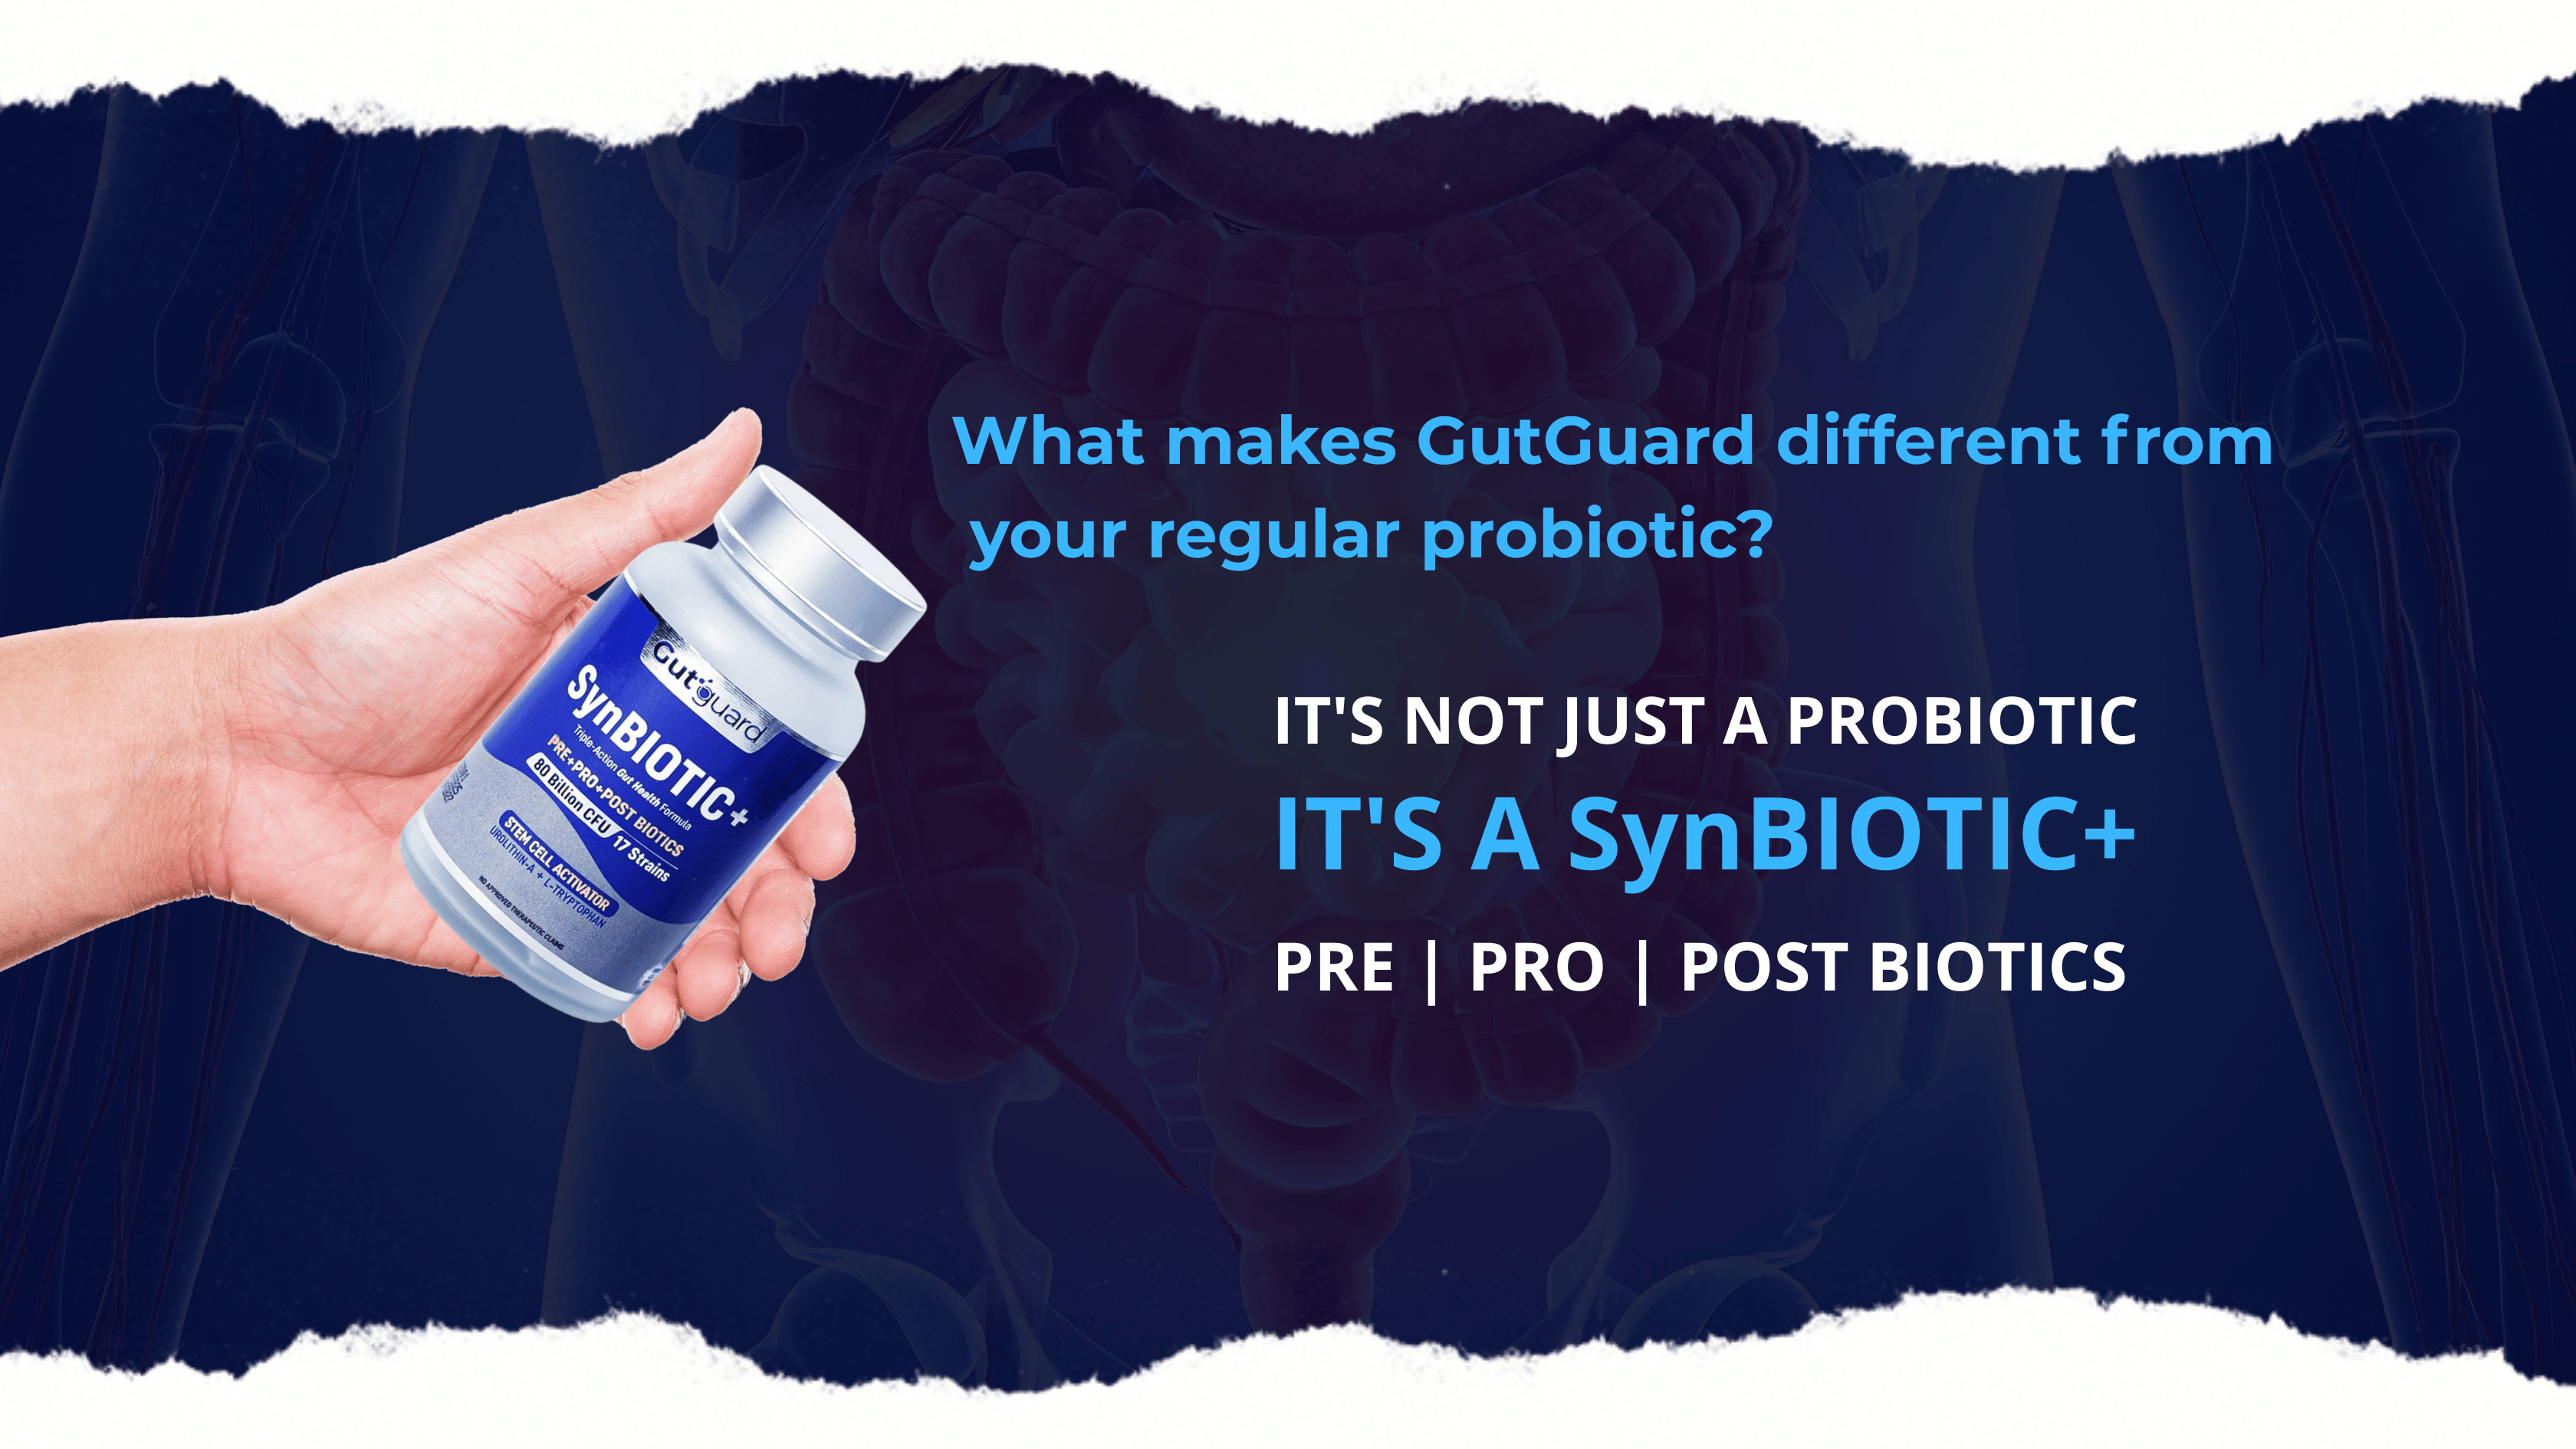 What makes GutGuard different from
your regular probiotic?
IT'S NOT JUST A PROBIOTIC
IT'S A SynBIOTIC+
PRE | PRO | POST BIOTICS
Gutguard
SynBIOTIC+
Triple-Action Gut Health Formula
PRE+PRO+POST BIOTICS
80 Billion CFU 17 Strains
STEM CELL ACTIVATOR
UROLITHIN-A + L-TRYPTOPHAN
NO APPROVED THERAPEUTIC CLAIMS